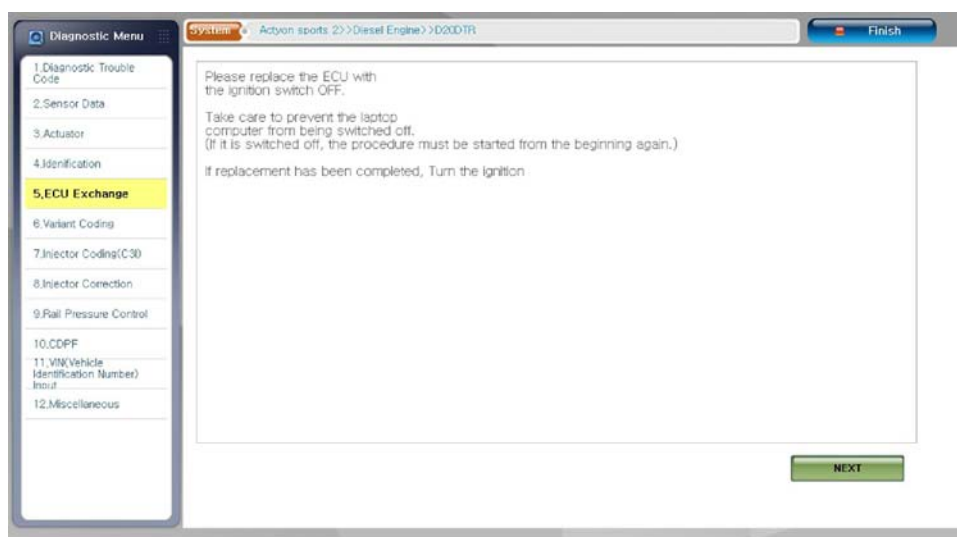 Diagnostic Menu
System
Actyon sports 2>>Diesel Engine>>D20DTR
Finish
1.Diagnostic Trouble
Code
2.Sensor Data
3.Actuator
4.Idenification
5.ECU Exchange
6.Variant Coding
7.Injector Coding(C3I)
8.Injector Correction
9.Rail Pressure Control
10.CDPF
11.VIN(Vehicle
Identification Number)
Input
12.Miscellaneous
Please replace the ECU with
the ignition switch OFF.
Take care to prevent the laptop
computer from being switched off.
(If it is switched off, the procedure must be started from the beginning again.)
If replacement has been completed, Turn the ignition
NEXT